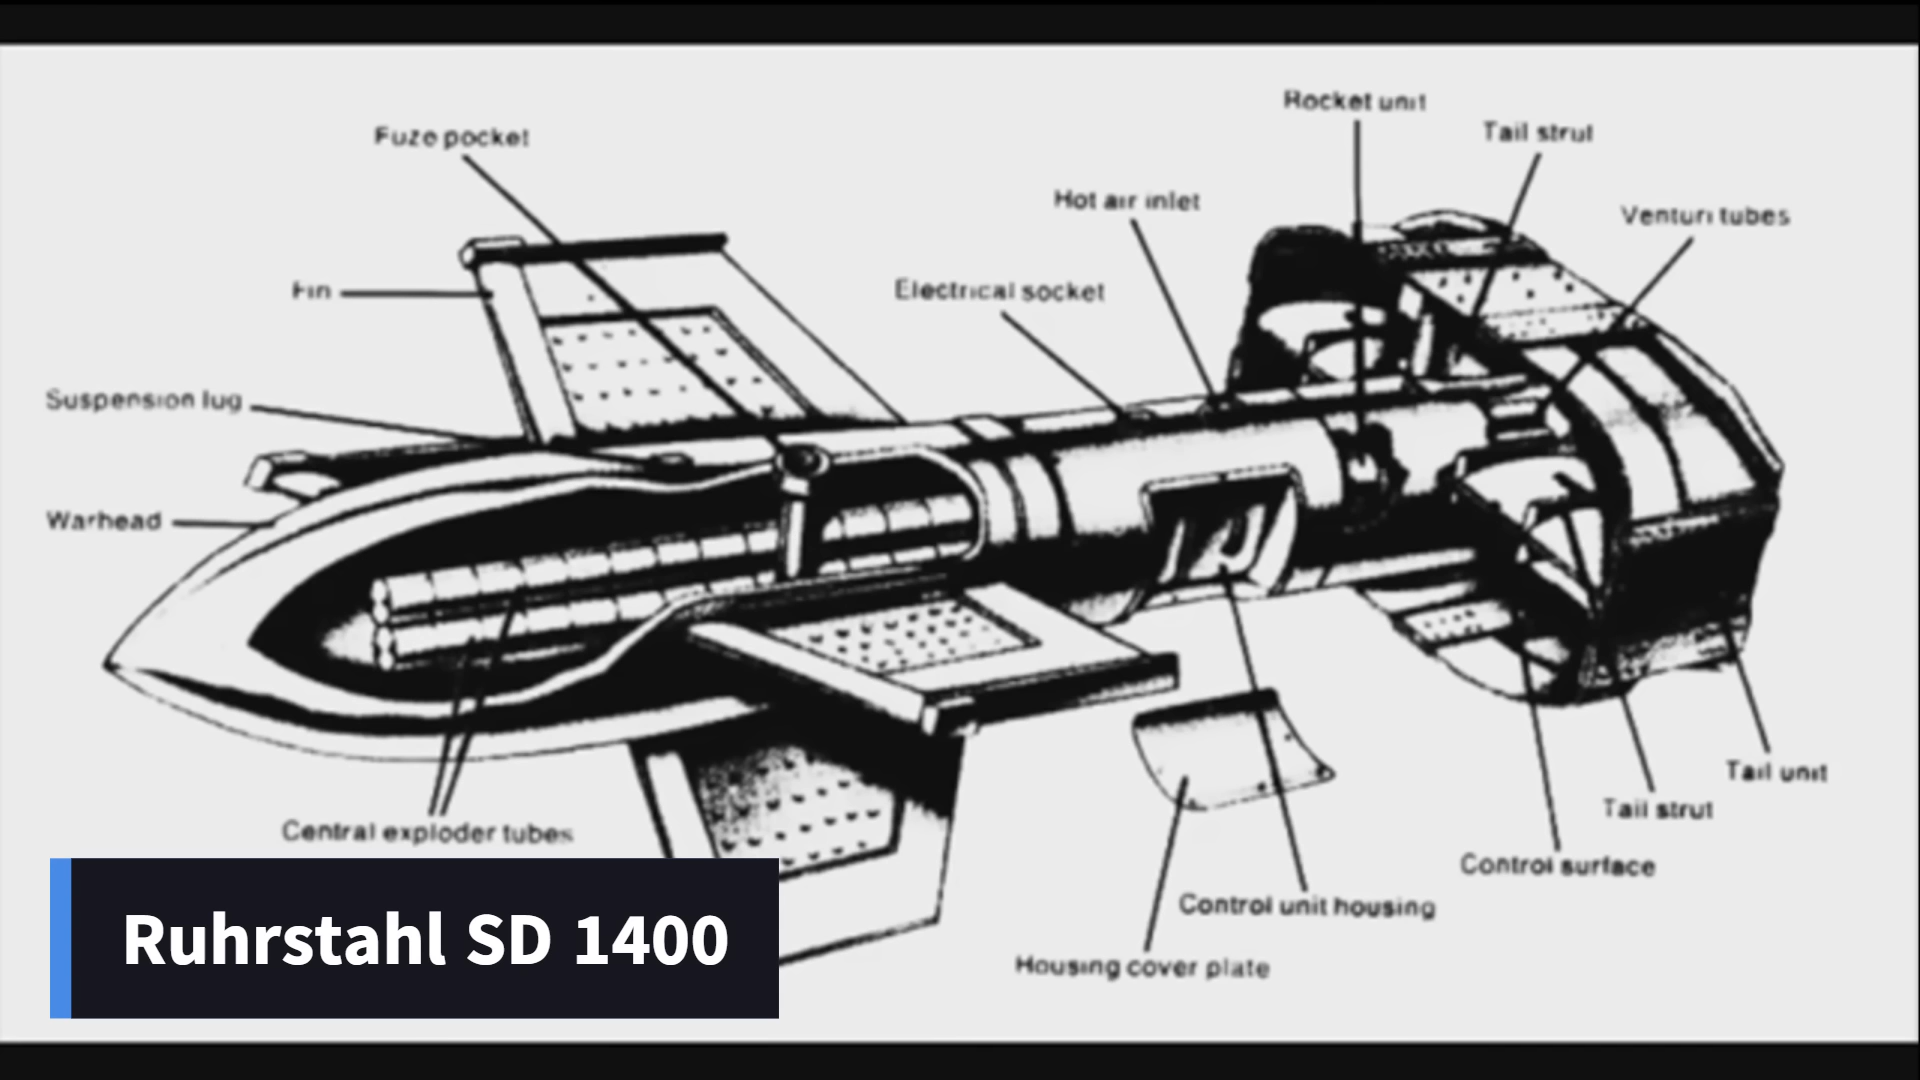 Rocket unit
Fuze pocket
Tail strut
Hot air inlet
Venturi tubes
Fin
Electrical socket
Suspension lug
Warhead
Tail unit
Tail strut
Central exploder tubes
Control surface
Control unit housing
Housing cover plate
Ruhrstahl SD 1400